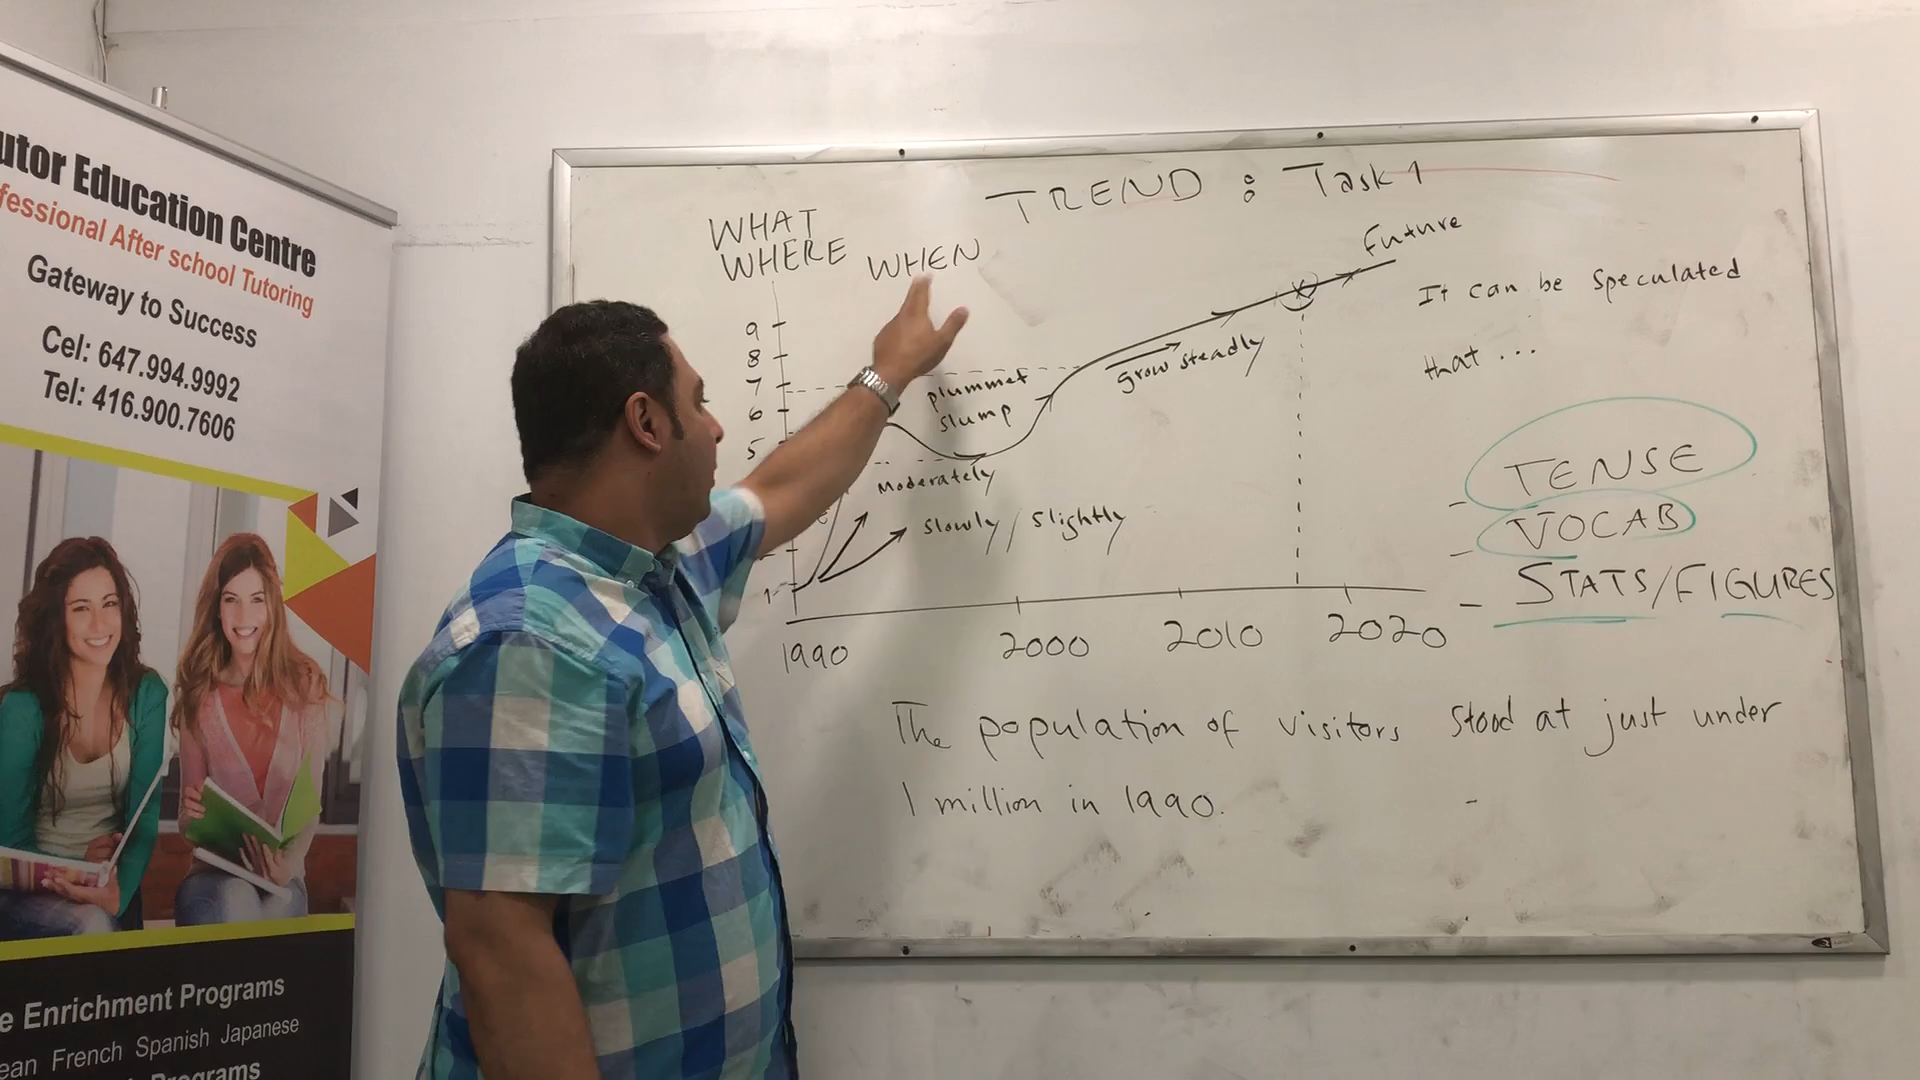 utor Education Centre
fessional After school Tutoring
Gateway to Success
Cel: 647.994.9992
Tel: 416.900.7606
e Enrichment Programs
ean French Spanish Japanese
Programs
TREND : Task 1
WHAT
WHERE WHEN
Future
9
8
7
6
5
1
plummet
slump
grow steadly
Moderately
slowly / slightly
1990 2000 2010 2020
It can be speculated
that ...
- TENSE
- VOCAB
- STATS/FIGURES
The population of visitors stood at just under
1 million in 1990.